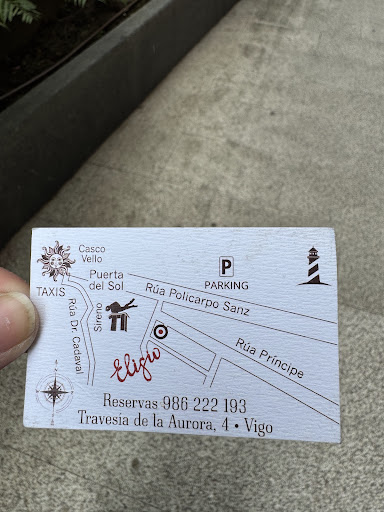 Casco
Vello
TAXIS
Puerta
del Sol
Sireno
Rúa Dr. Cadaval
P
PARKING
Rúa Policarpo Sanz
Rúa Príncipe
Eligio
Reservas 986 222 193
Travesia de la Aurora, 4 • Vigo